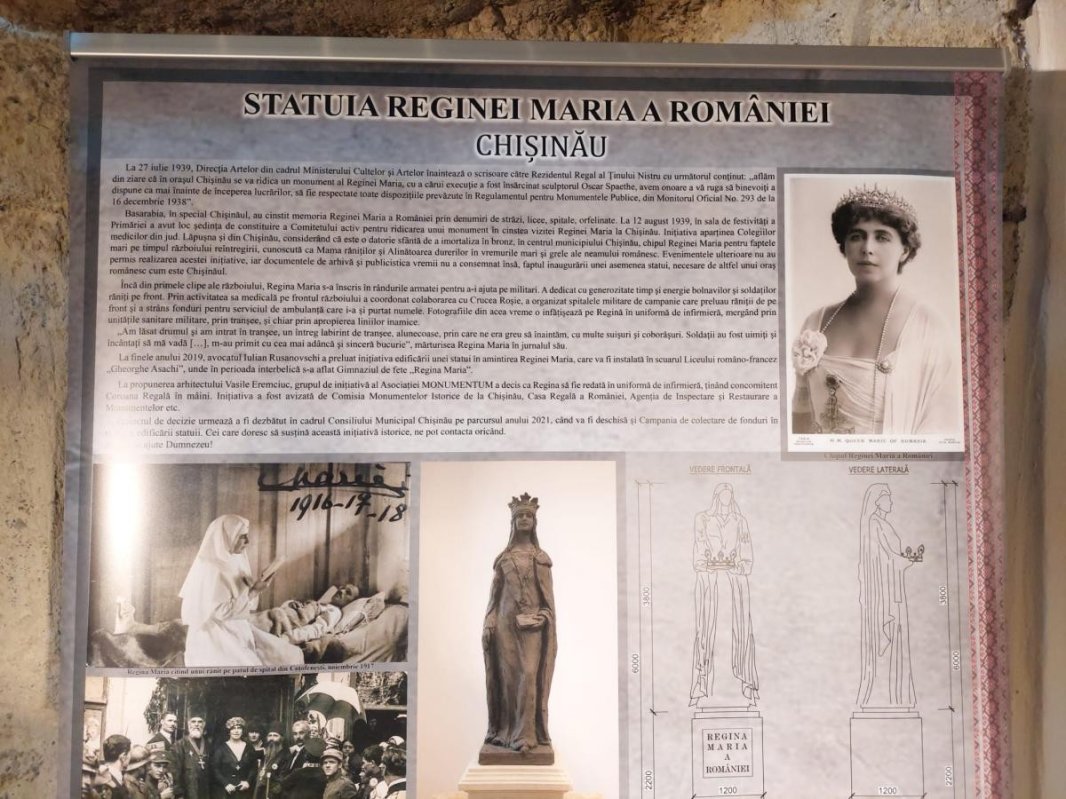 STATUIA REGINEI MARIA A ROMÂNIEI
CHIȘINĂU
La 27 iulie 1939, Direcția Artelor din cadrul Ministerului Cultelor și Artelor înaintează o scrisoare către Rezidentul Regal al Ținului Nistru cu următorul conținut: „aflăm
din ziare că în orașul Chișinău se va ridica un monument al Reginei Maria, cu a cărui execuție a fost însărcinat sculptorul Oscar Spaethe, avem onoare a vă ruga să binevoiți a
dispune ca mai înainte de începerea lucrărilor, să fie respectate toate dispozițiile prevăzute în Regulamentul pentru Monumentele Publice, din Monitorul Oficial No. 293 de la
16 decembrie 1938”.
Basarabia, în special Chișinăul, au cinstit memoria Reginei Maria a României prin denumiri de străzi, licee, spitale, orfelinate. La 12 august 1939, în sala de festivități a
Primăriei a avut loc ședința de constituire a Comitetului activ pentru ridicarea unui monument în cinstea vizitei Reginei Maria la Chișinău. Inițiativa aparținea Colegiilor
medicilor din jud. Lăpușna și din Chișinău, considerând că este o datorie sfântă de a imortaliza în bronz, în centrul municipiului Chișinău, chipul Reginei Maria pentru faptele
mari pe timpul războiului reîntregirii, cunoscută ca Mama răniților și Alinătoarea durerilor în vremurile mari și grele ale neamului românesc. Evenimentele ulterioare nu au
permis realizarea acestei inițiative, iar documentele de arhivă și publicistica vremii nu a consemnat însă, faptul inaugurării unei asemenea statui, necesare de altfel unui oraș
românesc cum este Chișinăul.
Încă din primele clipe ale războiului, Regina Maria s-a înscris în rândurile armatei pentru a-i ajuta pe militari. A dedicat cu generozitate timp și energie bolnavilor și soldaților
răniți pe front. Prin activitatea sa medicală pe frontul războiului a coordonat colaborarea cu Crucea Roșie, a organizat spitalele militare de campanie care preluau răniții de pe
front și a strâns fonduri pentru serviciul de ambulanță care i-a și purtat numele. Fotografiile din acea vreme o înfățișează pe Regină în uniformă de infirmieră, mergând prin
unitățile sanitare militare, prin tranșee, și chiar prin apropierea liniilor inamice.
„Am lăsat drumul și am intrat în tranșee, un întreg labirint de tranșee, alunecoase, prin care ne era greu să înaintăm, cu multe suișuri și coborâșuri. Soldații au fost uimiți și
încântați să mă vadă […], m-au primit cu cea mai adâncă și sinceră bucurie”, mărturisea Regina Maria în jurnalul său.
La finele anului 2019, avocatul Iulian Rusanovschi a preluat inițiativa edificării unei statui în amintirea Reginei Maria, care va fi instalată în scuarul Liceului româno-francez
„Gheorghe Asachi”, unde în perioada interbelică s-a aflat Gimnaziul de fete „Regina Maria”.
La propunerea arhitectului Vasile Eremciuc, grupul de inițiativă al Asociației MONUMENTUM a decis ca Regina să fie redată în uniformă de infirmieră, ținând concomitent
Coroana Regală în mâini. Inițiativa a fost avizată de Comisia Monumentelor Istorice de la Chișinău, Casa Regală a României, Agenția de Inspectare și Restaurare a
Monumentelor etc.
de decizie urmează a fi dezbătut în cadrul Consiliului Municipal Chișinău pe parcursul anului 2021, când va fi deschisă și Campania de colectare de fonduri în
edificării statuii. Cei care doresc să susțină această inițiativă istorice, ne pot contacta oricând.
ajute Dumnezeu!
H.M. QUEEN MARIE OF RUMANIA
Chipul Reginei Maria a României
1916-17-18
Regina Maria citind unui rănit pe patul de spital din Coțofenești, noiembrie 1917
VEDERE FRONTALĂ
VEDERE LATERALĂ
3800
3800
6000
6000
REGINA
MARIA
A
ROMÂNIEI
2200
2200
1200
1200